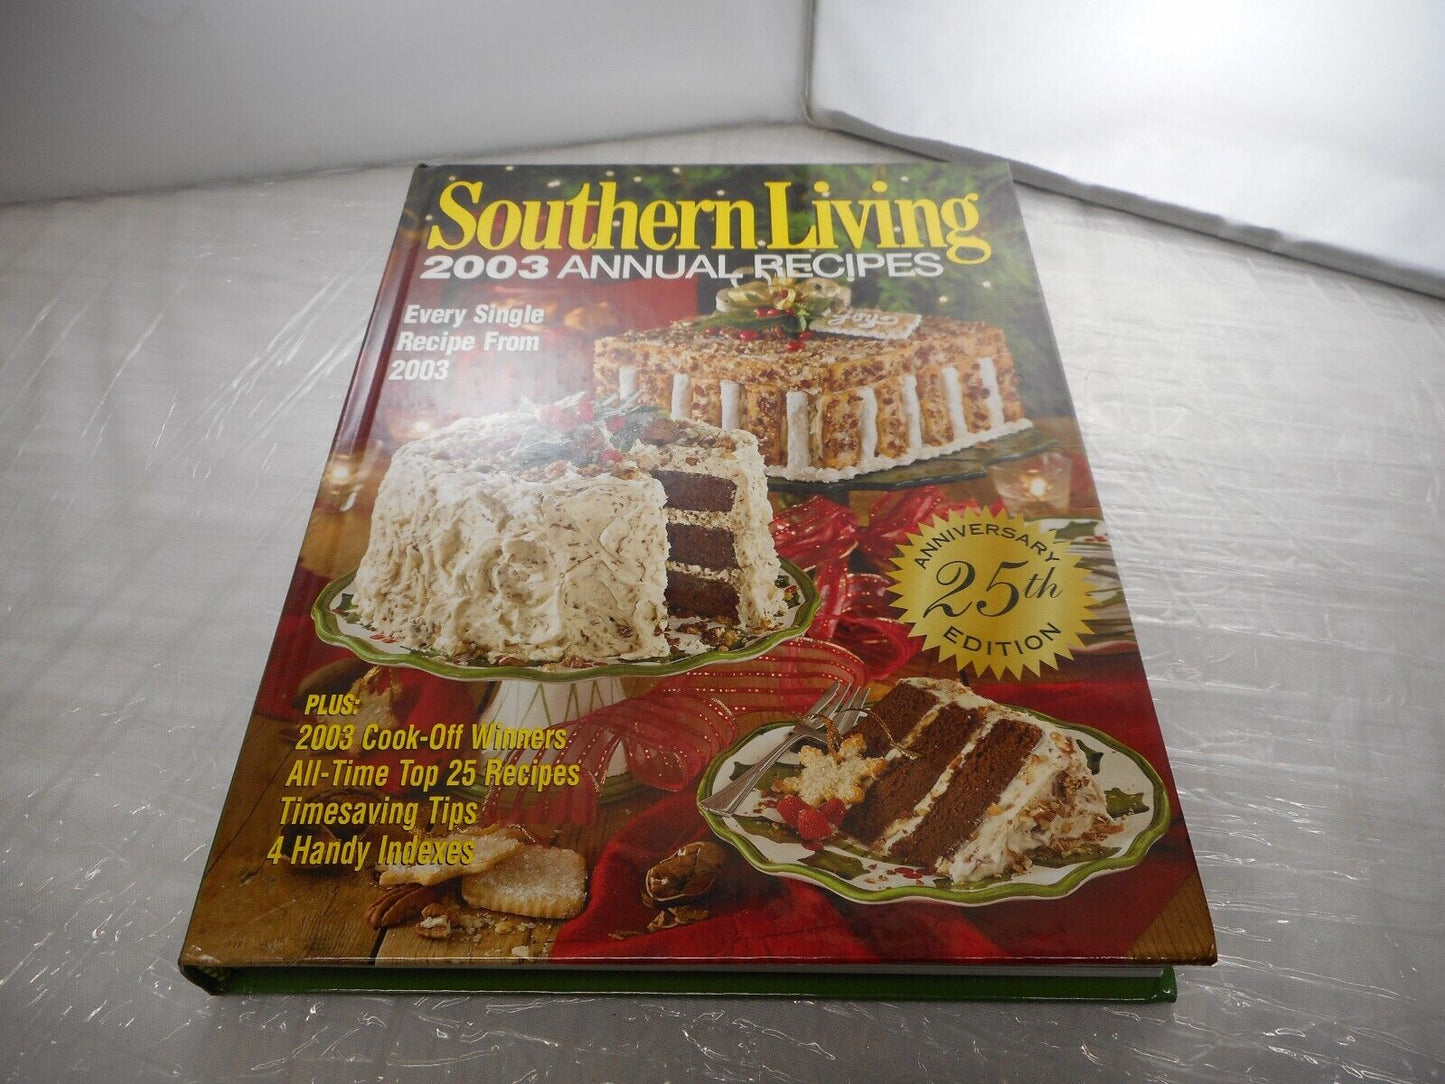 Southern Living
2003 ANNUAL RECIPES
Every Single
Recipe From
2003
Joys
ANNIVERSARY
25th
EDITION
PLUS:
2003 Cook-Off Winners
All-Time Top 25 Recipes
Timesaving Tips
4 Handy Indexes